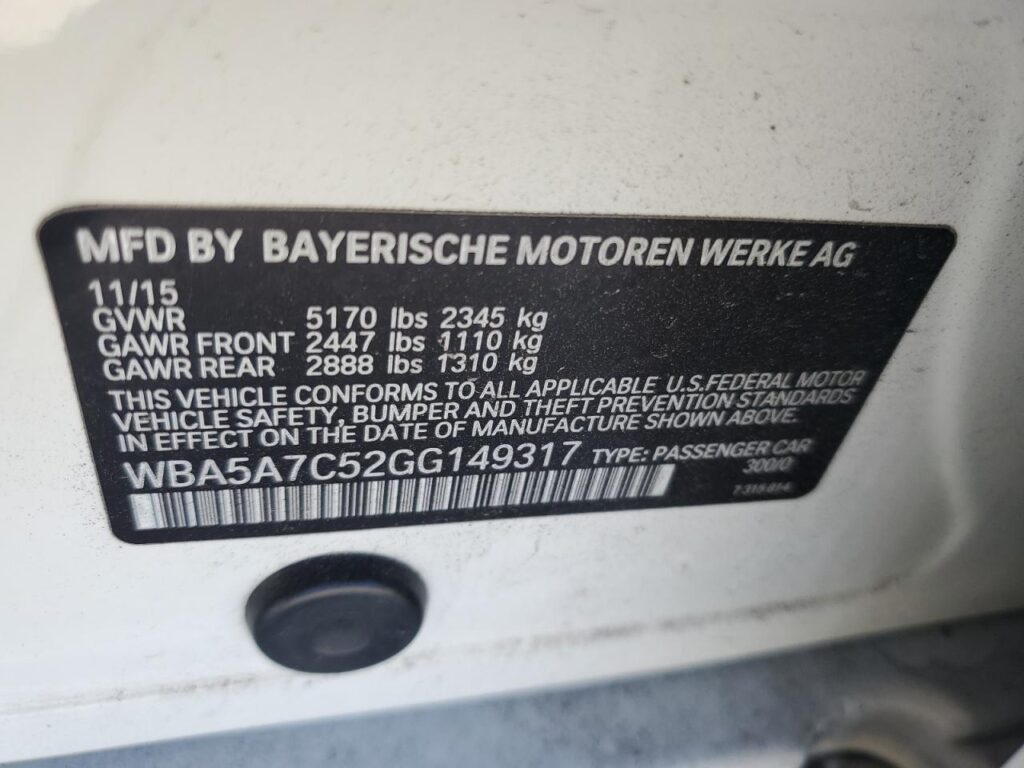 MFD BY BAYERISCHE MOTOREN WERKE AG
11/15
GVWR 5170 lbs 2345 kg
GAWR FRONT 2447 lbs 1110 kg
GAWR REAR 2888 lbs 1310 kg
THIS VEHICLE CONFORMS TO ALL APPLICABLE U.S.FEDERAL MOTOR
VEHICLE SAFETY, BUMPER AND THEFT PREVENTION STANDARDS
IN EFFECT ON THE DATE OF MANUFACTURE SHOWN ABOVE.
WBA5A7C52GG149317 TYPE: PASSENGER CAR
300/0